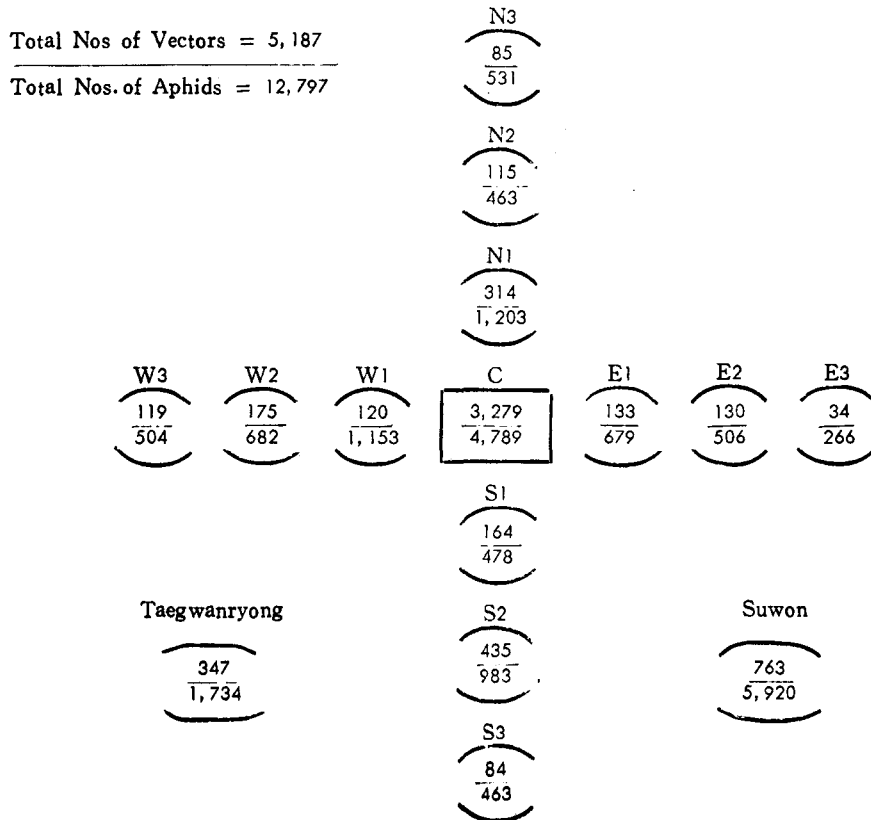 Total Nos of Vectors = 5,187
Total Nos. of Aphids = 12,797
N3
85
531
N2
115
463
N1
314
1,203
W3 W2 W1 C E1 E2 E3
119 175 120 3,279 133 130 34
504 682 1,153 4,789 679 506 266
S1
164
478
Taegwanryong S2 Suwon
347 435 763
1,734 983 5,920
S3
84
463